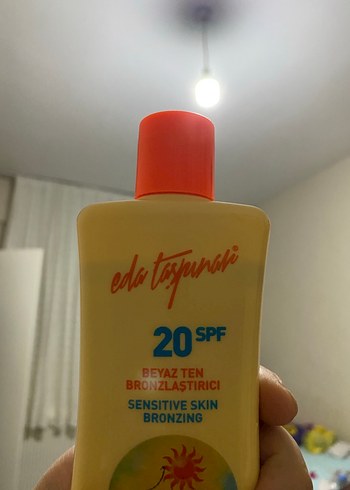 eda taşpınar®
20 SPF
BEYAZ TEN
BRONZLAŞTIRICI
SENSITIVE SKIN
BRONZING